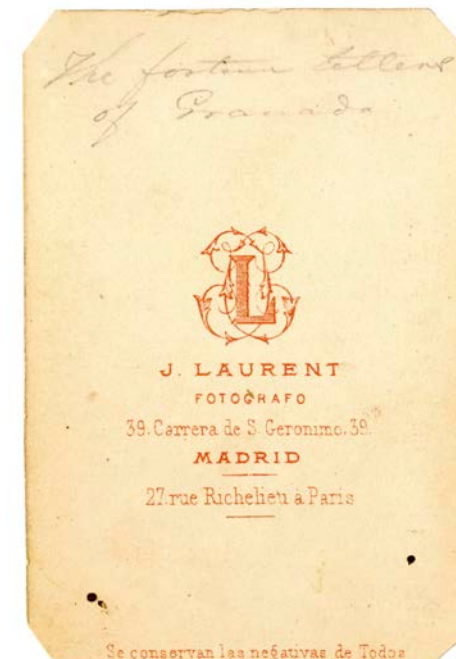 The fortune tellers
of Granada
JL
J. LAURENT
FOTOGRAFO
39. Carrera de S. Geronimo. 39.
MADRID
27. rue Richelieu à Paris
Se conservan las negativas de Todos